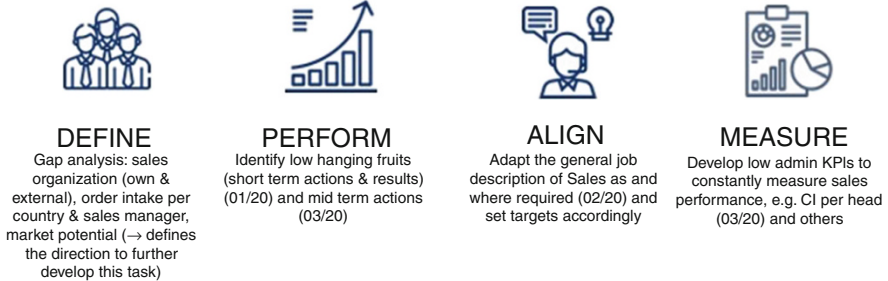 DEFINE
Gap analysis: sales
organization (own &
external), order intake per
country & sales manager,
market potential (→ defines
the direction to further
develop this task)
PERFORM
Identify low hanging fruits
(short term actions & results)
(01/20) and mid term actions
(03/20)
ALIGN
Adapt the general job
description of Sales as and
where required (02/20) and
set targets accordingly
MEASURE
Develop low admin KPIs to
constantly measure sales
performance, e.g. CI per head
(03/20) and others